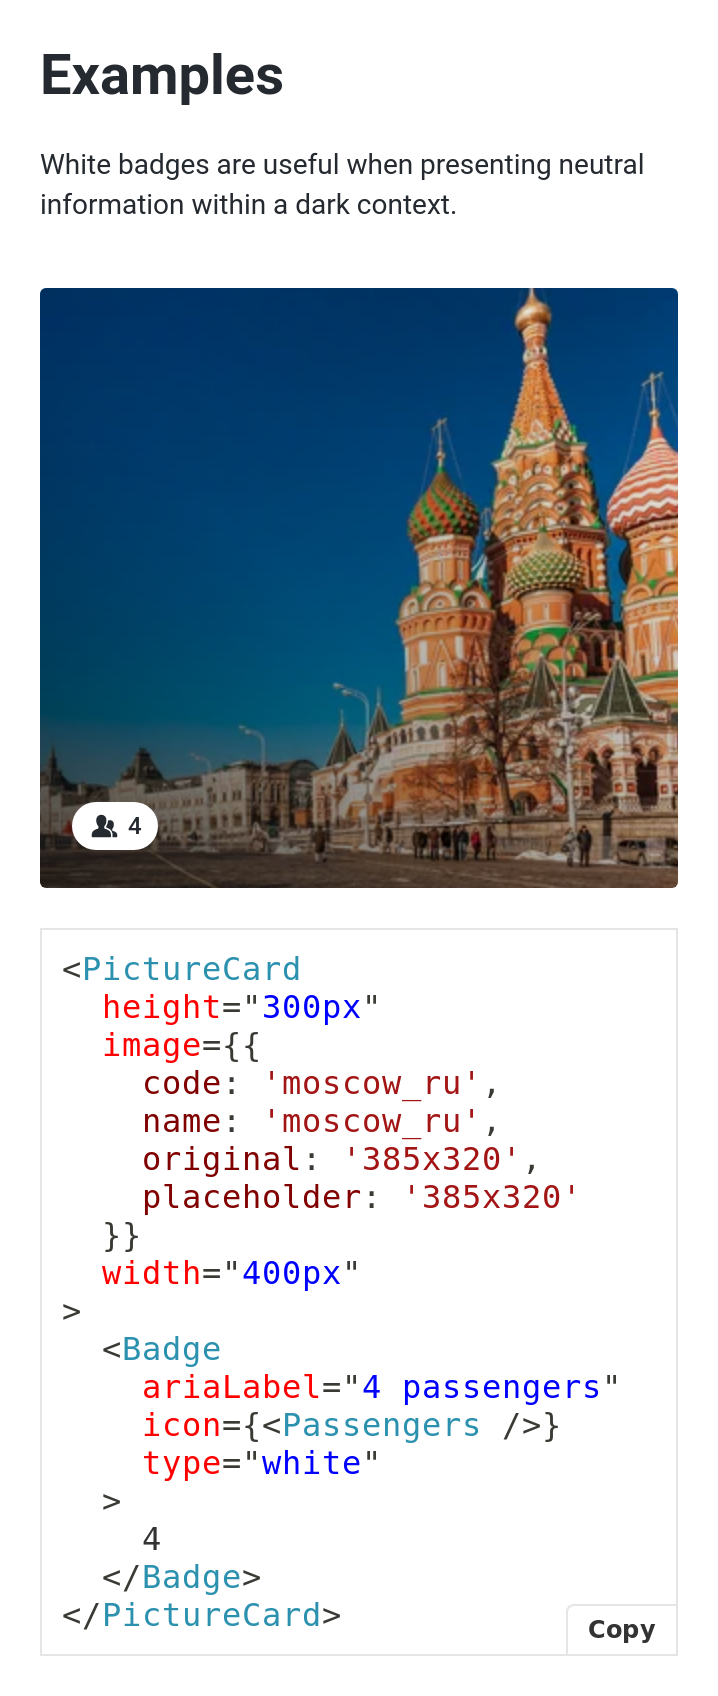 Examples
White badges are useful when presenting neutral
information within a dark context.
4
<PictureCard
  height="300px"
  image={{
    code: 'moscow_ru',
    name: 'moscow_ru',
    original: '385x320',
    placeholder: '385x320'
  }}
  width="400px"
>
  <Badge
    ariaLabel="4 passengers"
    icon={<Passengers />}
    type="white"
  >
    4
  </Badge>
</PictureCard>
Copy